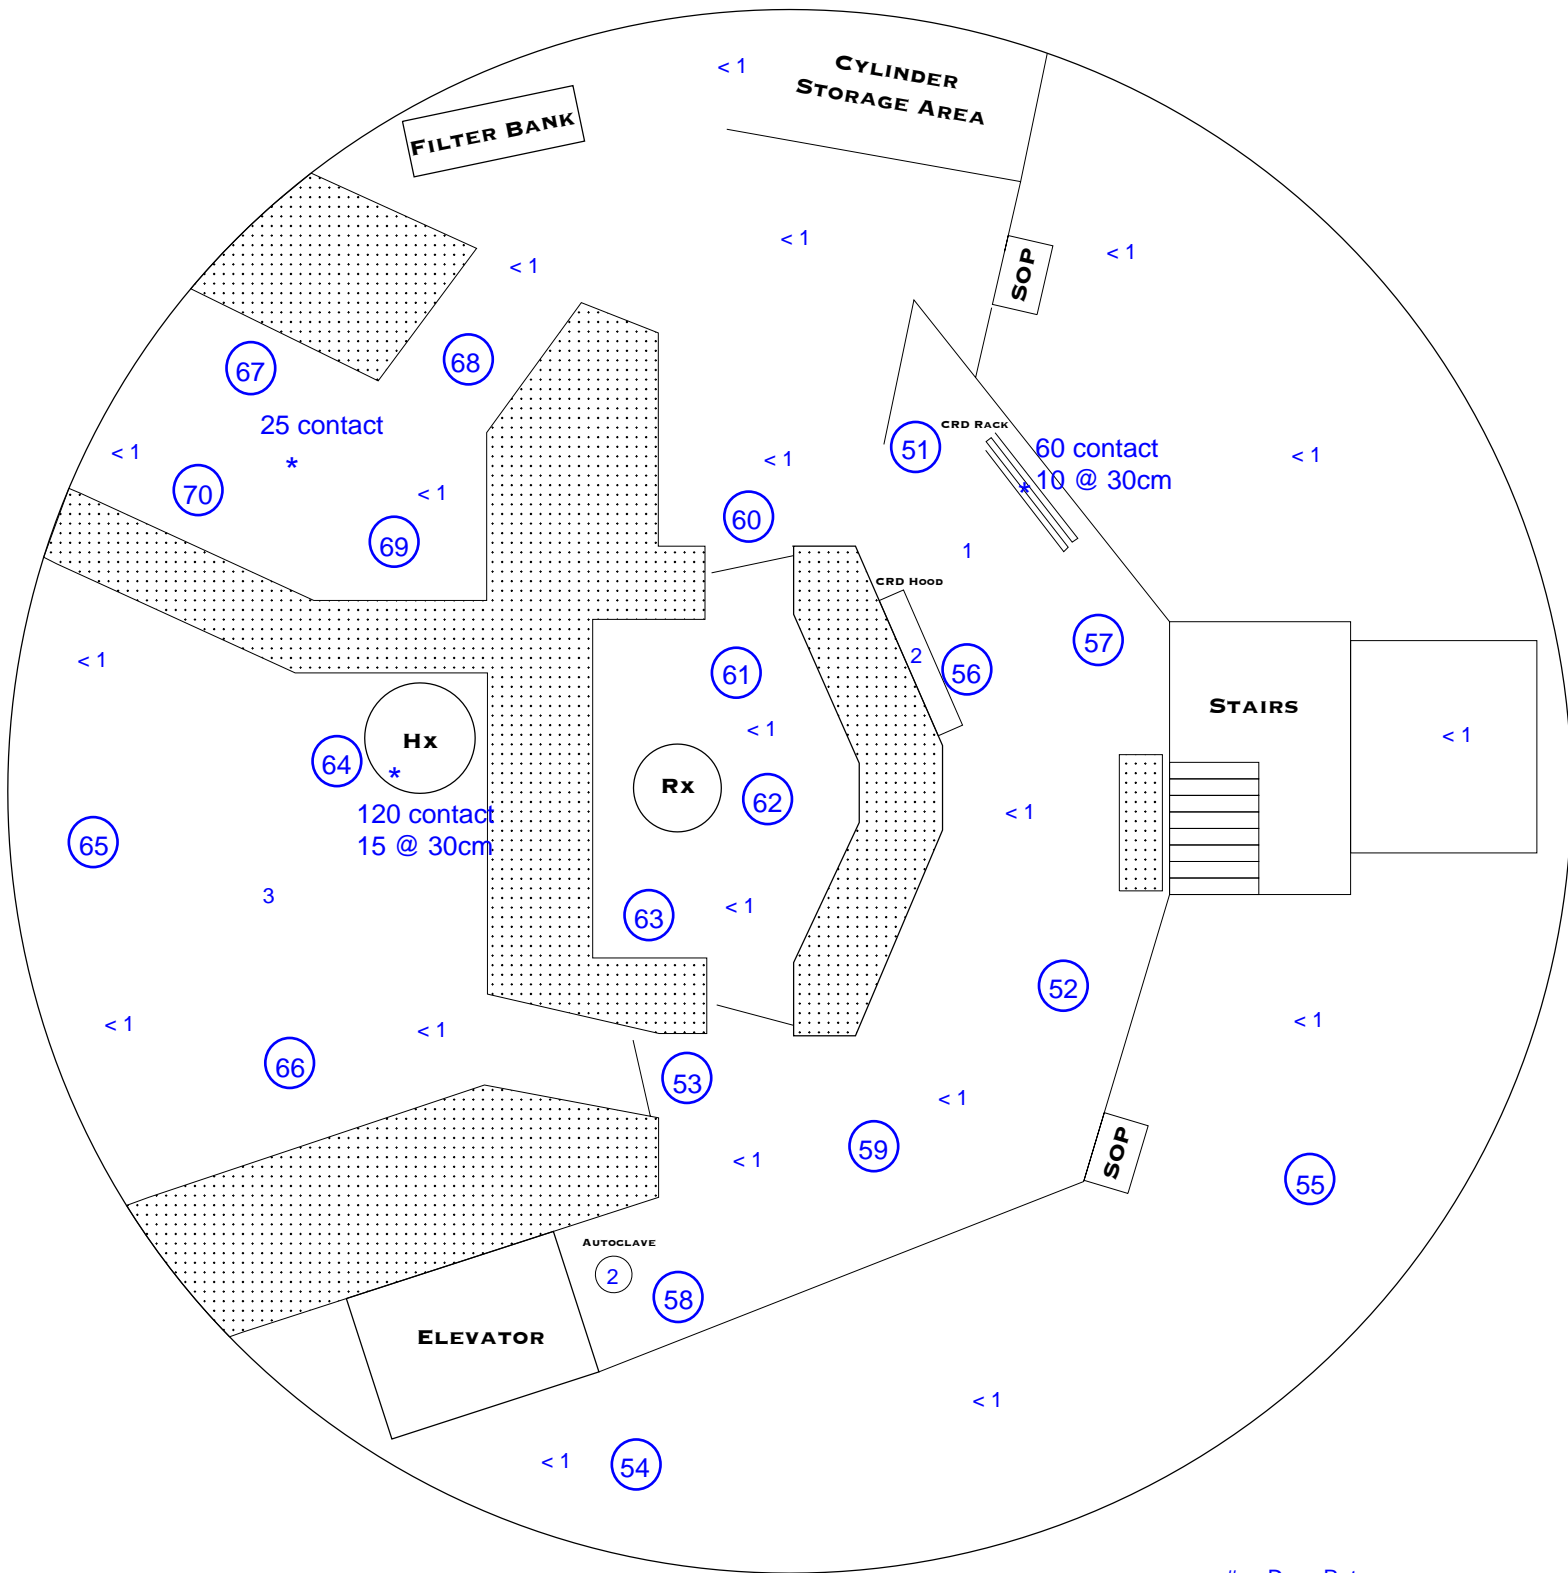 < 1
CYLINDER
STORAGE AREA
FILTER BANK
< 1
< 1
SOP
< 1
67
68
25 contact
*
< 1
70
< 1
69
< 1
60
51
CRD RACK
60 contact
*
10 @ 30cm
< 1
1
CRD HOOD
2
56
57
< 1
61
< 1
STAIRS
< 1
Hx
64
*
120 contact
15 @ 30cm
Rx
62
< 1
65
3
63
< 1
52
< 1
< 1
66
< 1
53
< 1
59
< 1
SOP
55
AUTOCLAVE
2
58
ELEVATOR
< 1
< 1
54